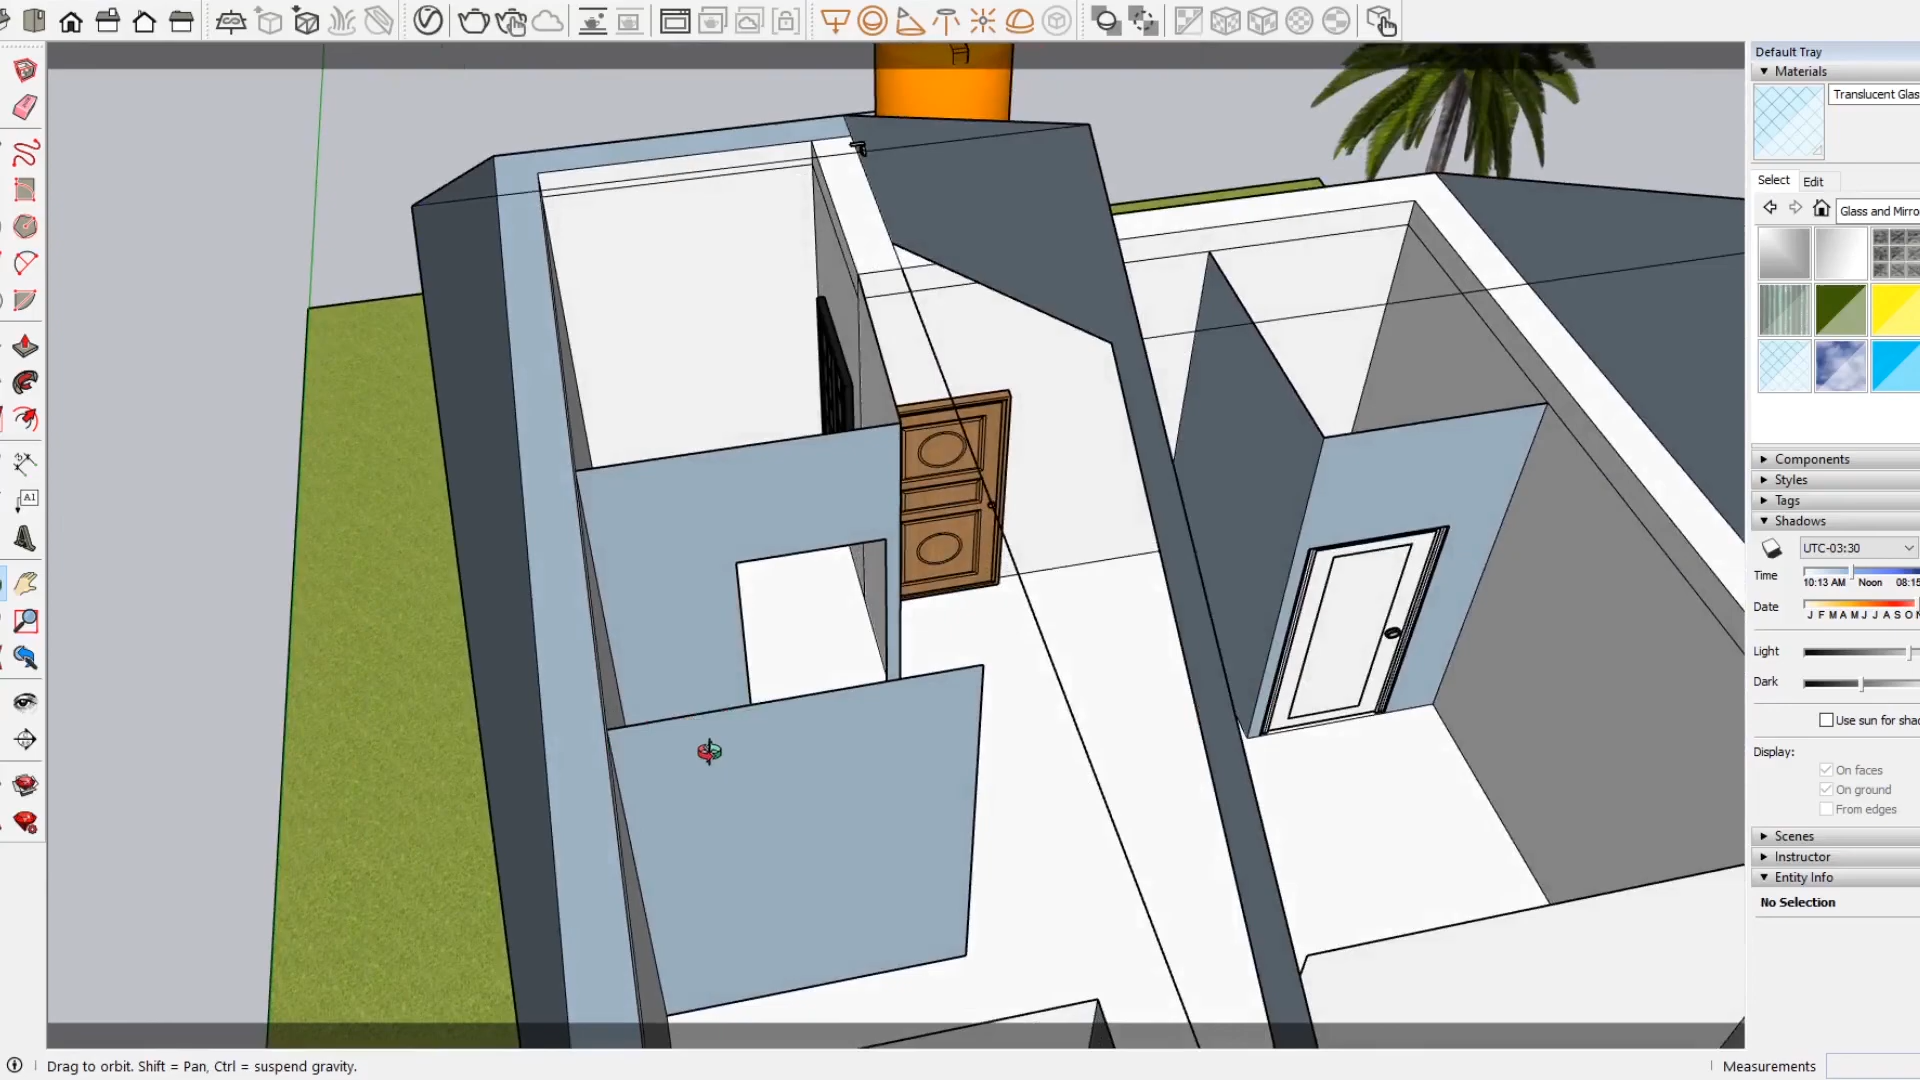 Default Tray
Materials
Translucent Glas
Select Edit
Glass and Mirro
A1
Components
Styles
Tags
Shadows
UTC-03:30
Time
10:13 AM Noon 08:15
Date
J F M A M J J A S O N
Light
Dark
Use sun for shad
Display:
On faces
On ground
From edges
Scenes
Instructor
Entity Info
No Selection
Drag to orbit. Shift = Pan, Ctrl = suspend gravity.
Measurements